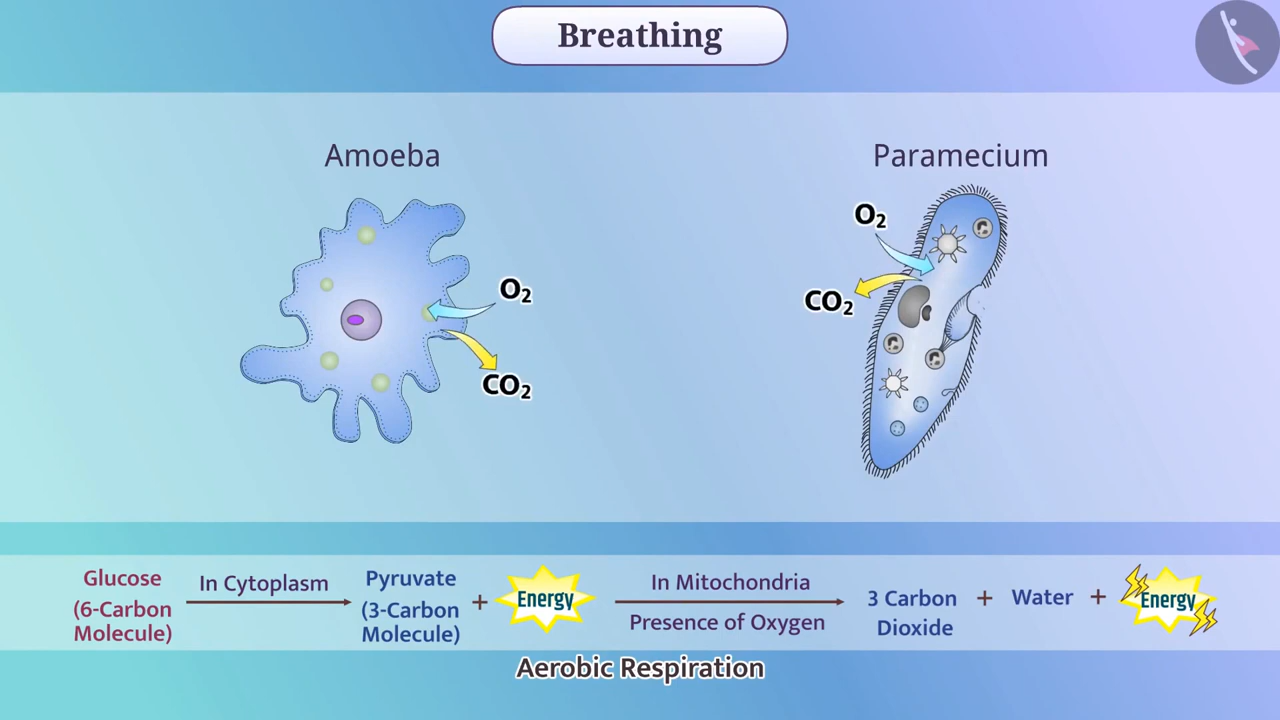 Breathing
Amoeba
Paramecium
O₂
CO₂
O₂
CO₂
Glucose
(6-Carbon
Molecule)
In Cytoplasm
Pyruvate
(3-Carbon
Molecule)
+
Energy
In Mitochondria
Presence of Oxygen
3 Carbon
Dioxide
+
Water
+
Energy
Aerobic Respiration